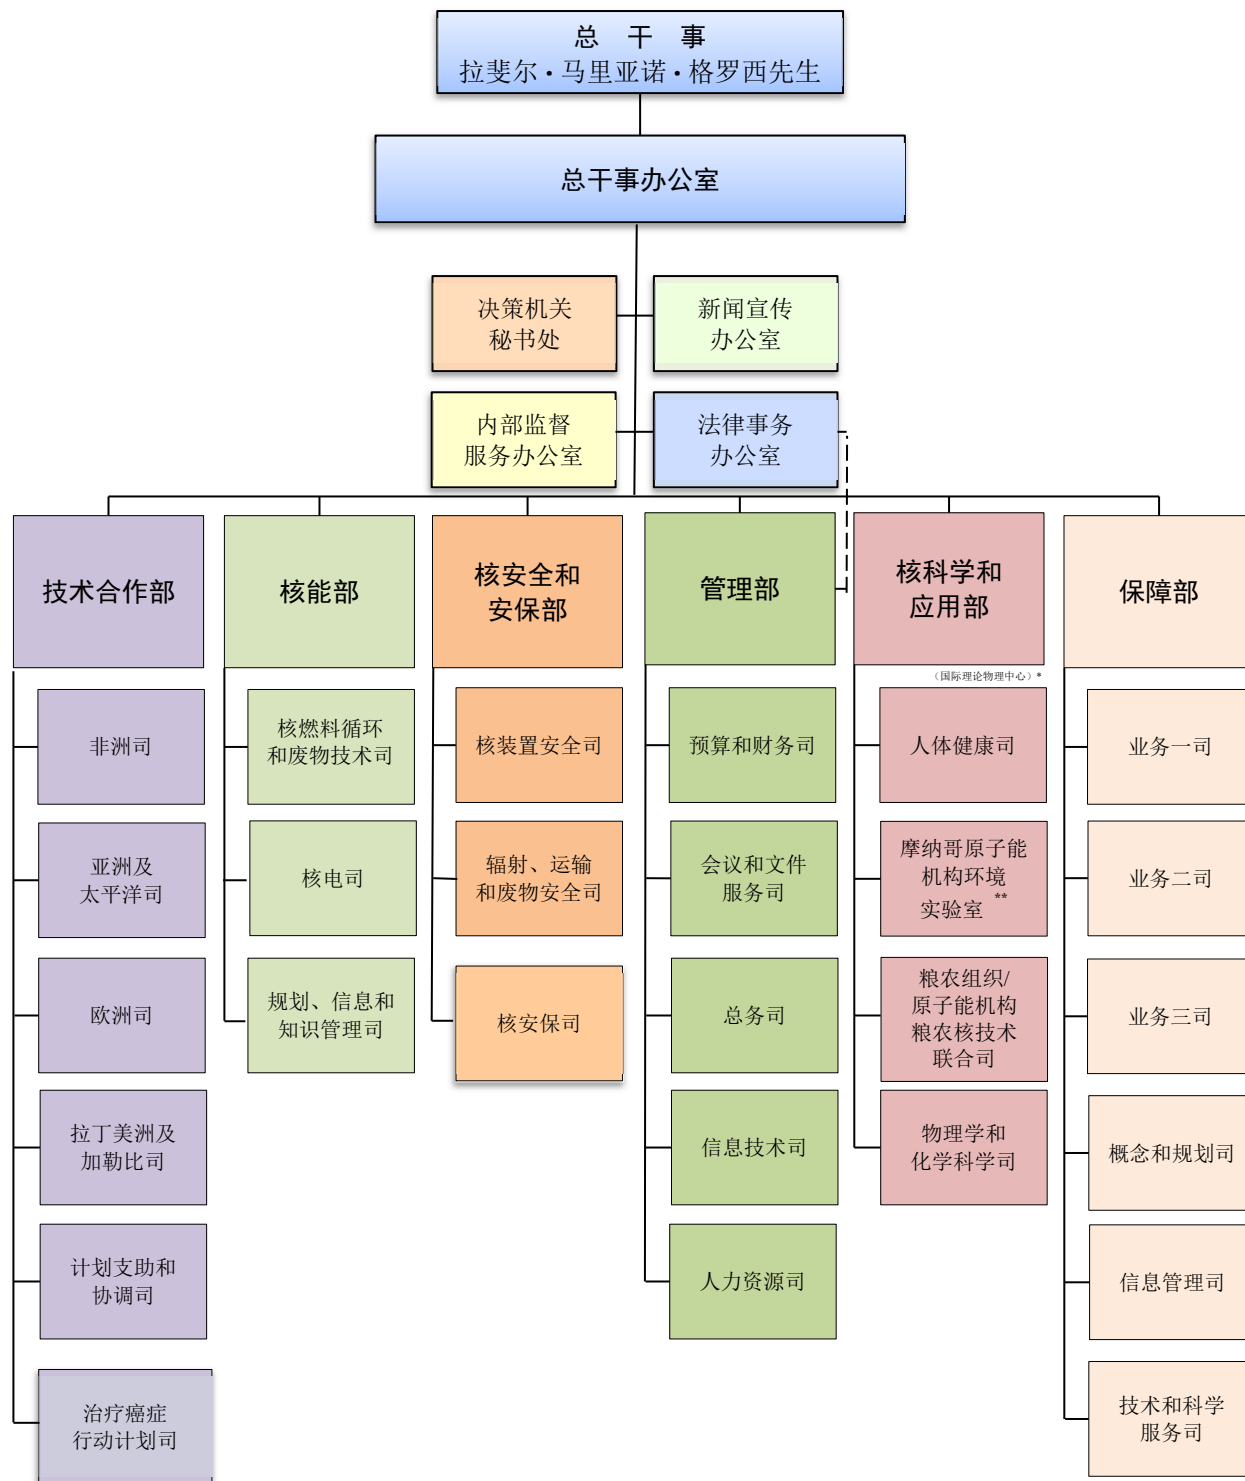 总 干 事
拉斐尔·马里亚诺·格罗西先生
总干事办公室
决策机关
秘书处
新闻宣传
办公室
内部监督
服务办公室
法律事务
办公室
技术合作部
核能部
核安全和
安保部
管理部
核科学和
应用部
保障部
（国际理论物理中心）*
非洲司
亚洲及
太平洋司
欧洲司
拉丁美洲及
加勒比司
计划支助和
协调司
治疗癌症
行动计划司
核燃料循环
和废物技术司
核电司
规划、信息和
知识管理司
核装置安全司
辐射、运输
和废物安全司
核安保司
预算和财务司
会议和文件
服务司
总务司
信息技术司
人力资源司
人体健康司
摩纳哥原子能
机构环境
实验室 **
粮农组织/
原子能机构
粮农核技术
联合司
物理学和
化学科学司
业务一司
业务二司
业务三司
概念和规划司
信息管理司
技术和科学
服务司